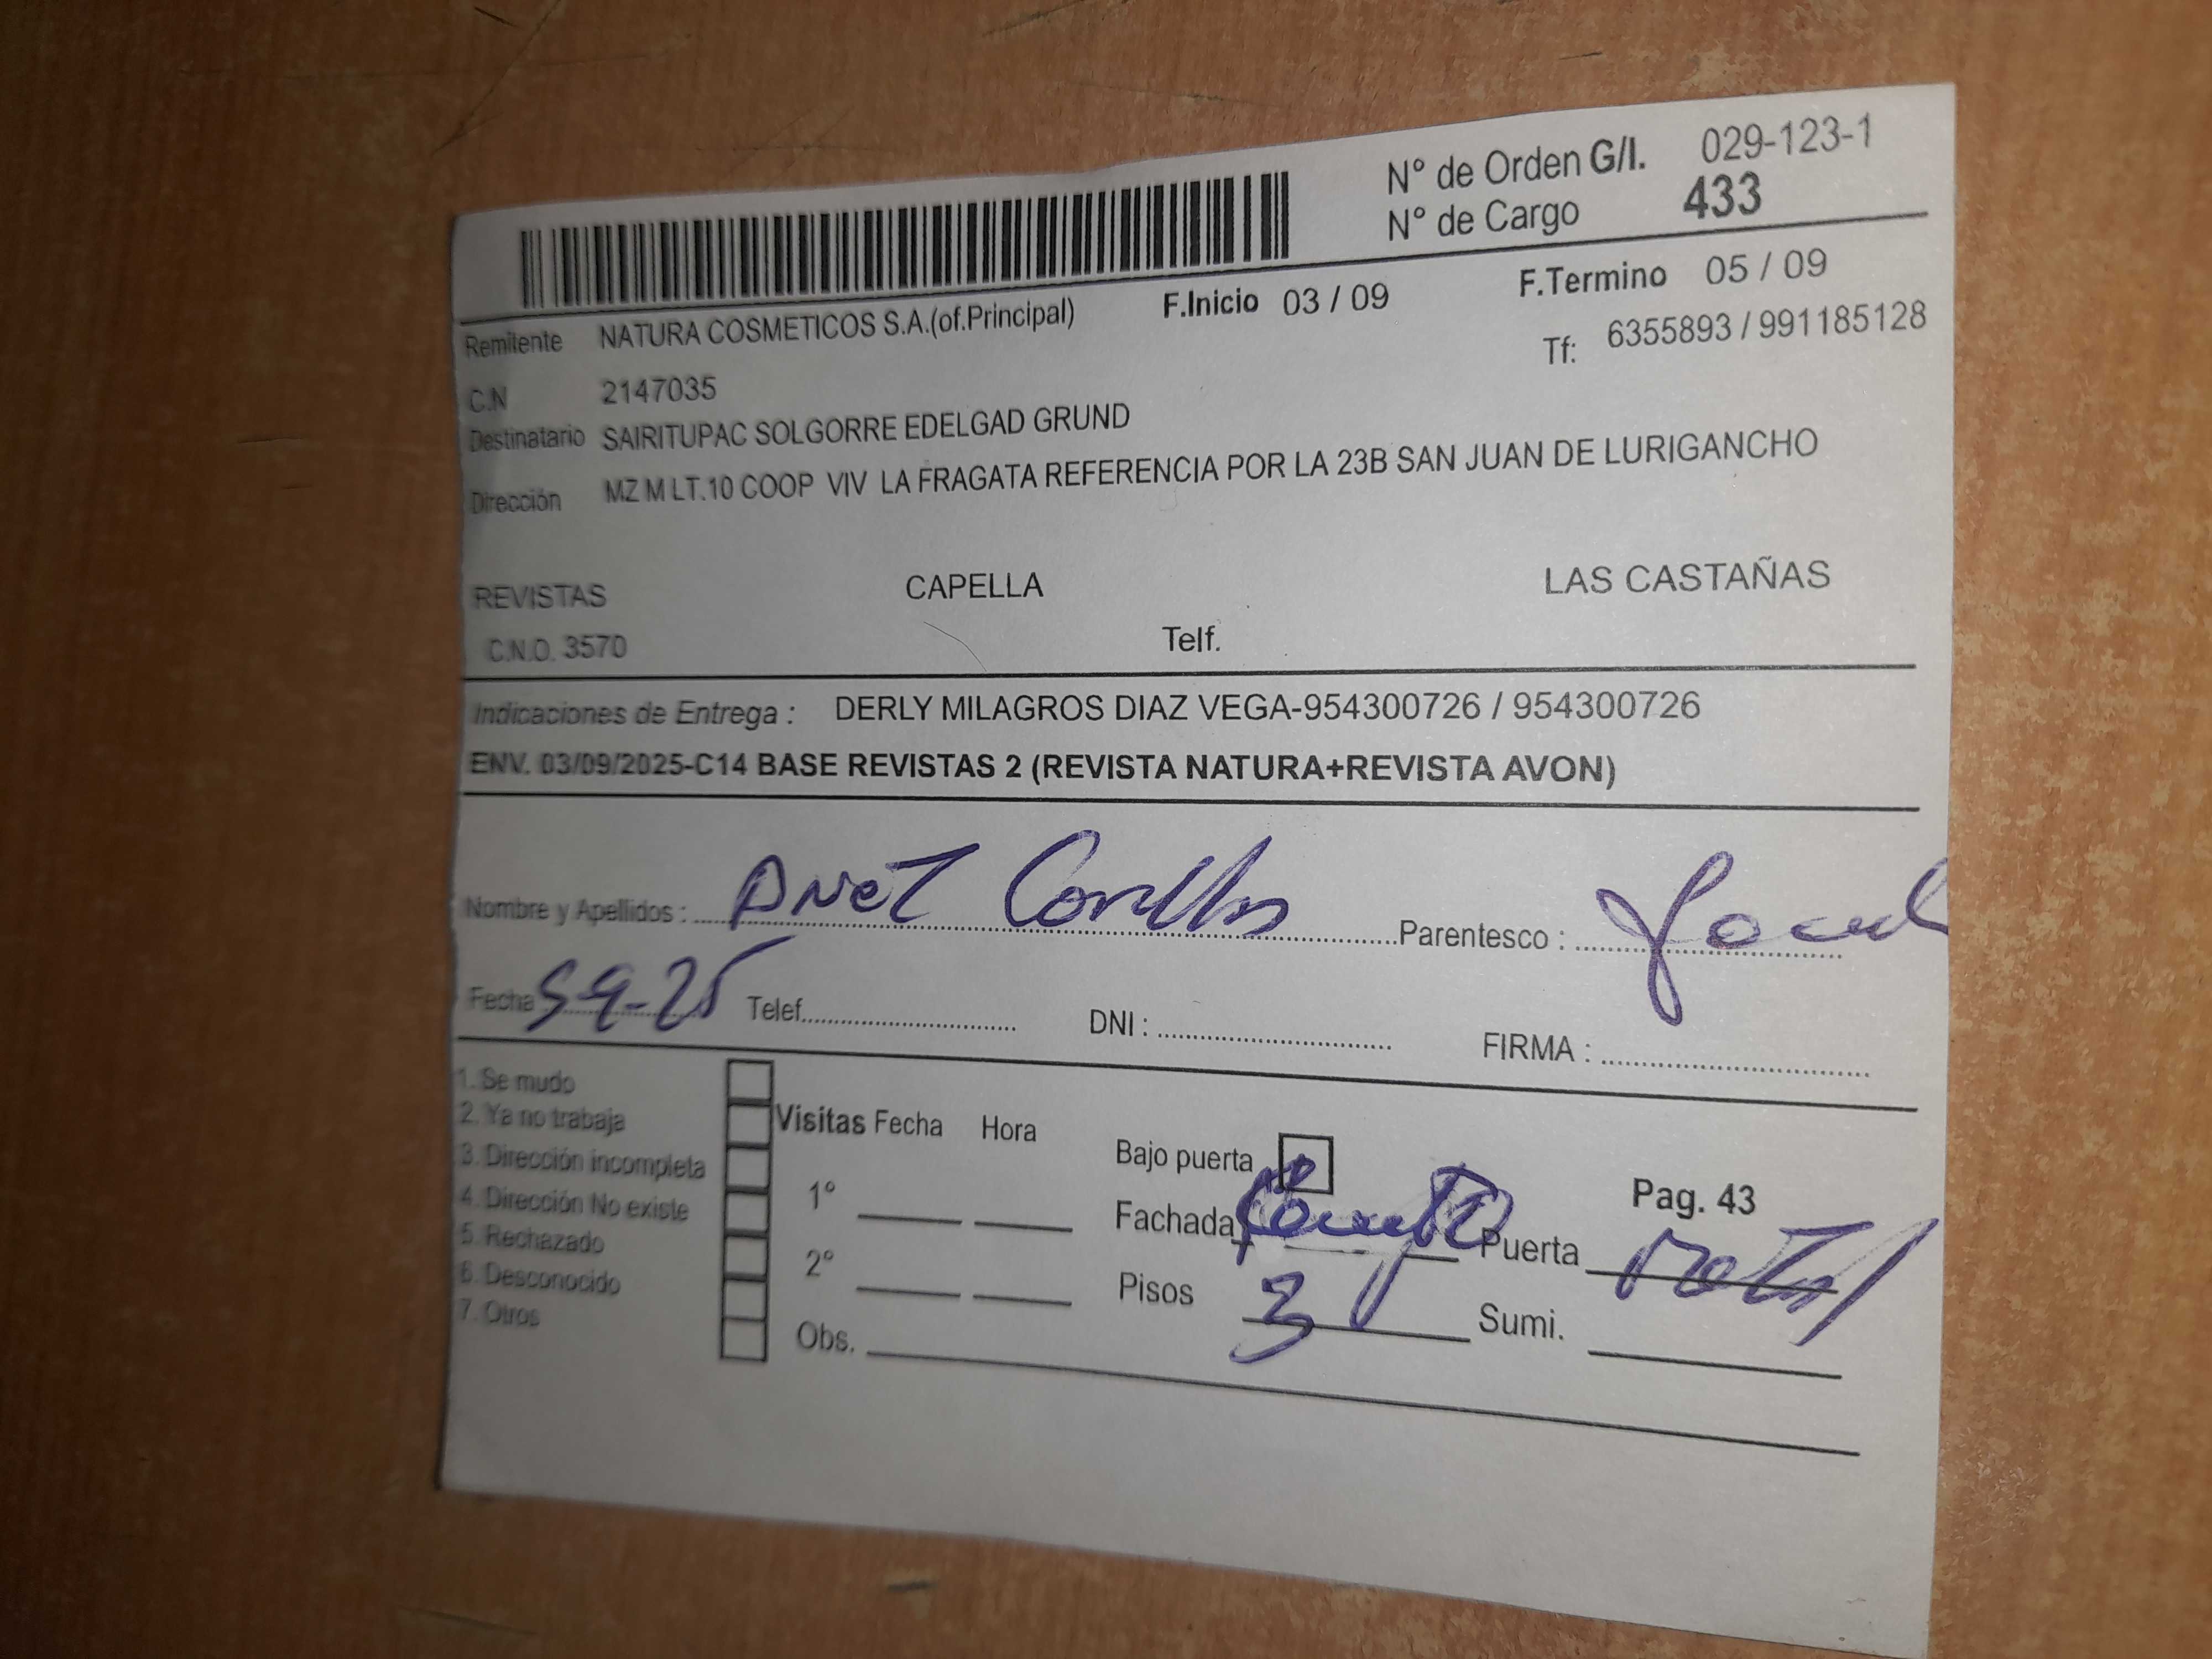 N° de Orden G/I. 029-123-1
N° de Cargo 433
F.Inicio 03 / 09 F.Termino 05 / 09
Remitente NATURA COSMETICOS S.A.(of.Principal) Tf: 6355893 / 991185128
C.N 2147035
Destinatario SAIRITUPAC SOLGORRE EDELGAD GRUND
Dirección MZ M LT.10 COOP VIV LA FRAGATA REFERENCIA POR LA 23B SAN JUAN DE LURIGANCHO
REVISTAS CAPELLA LAS CASTAÑAS
C.N.O. 3570 Telf.
Indicaciones de Entrega : DERLY MILAGROS DIAZ VEGA-954300726 / 954300726
ENV. 03/09/2025-C14 BASE REVISTAS 2 (REVISTA NATURA+REVISTA AVON)
Nombre y Apellidos : Parentesco :
Fecha 5-9-25 Telef. DNI : FIRMA :
1. Se mudo
2. Ya no trabaja Visitas Fecha Hora
3. Dirección incompleta Bajo puerta
4. Dirección No existe 1° Fachada Pag. 43
5. Rechazado Puerta metal
6. Desconocido 2° Pisos 3
7. Otros Obs. Sumi.